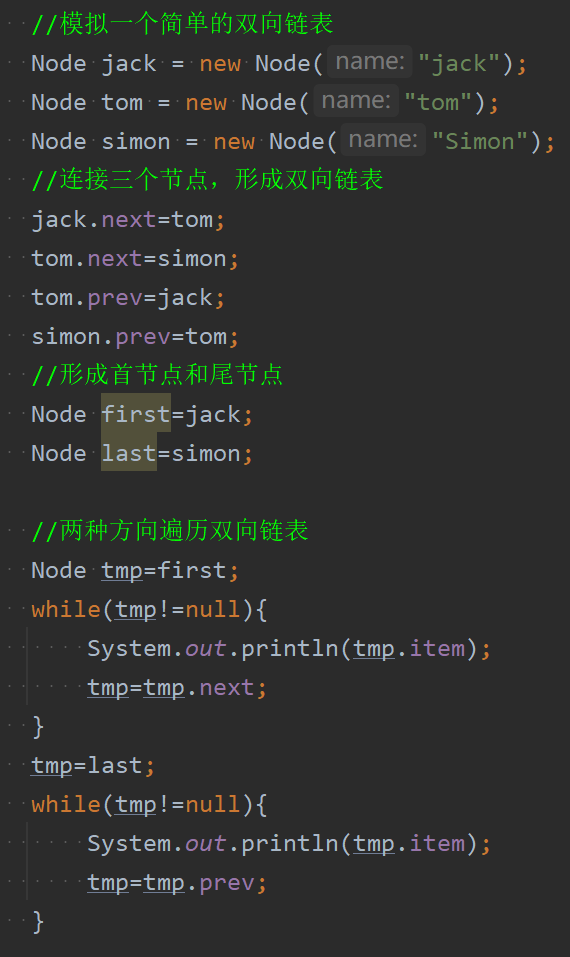 //模拟一个简单的双向链表
Node jack = new Node( name: "jack");
Node tom = new Node( name: "tom");
Node simon = new Node( name: "Simon");
//连接三个节点，形成双向链表
jack.next=tom;
tom.next=simon;
tom.prev=jack;
simon.prev=tom;
//形成首节点和尾节点
Node first=jack;
Node last=simon;
//两种方向遍历双向链表
Node tmp=first;
while(tmp!=null){
System.out.println(tmp.item);
tmp=tmp.next;
}
tmp=last;
while(tmp!=null){
System.out.println(tmp.item);
tmp=tmp.prev;
}